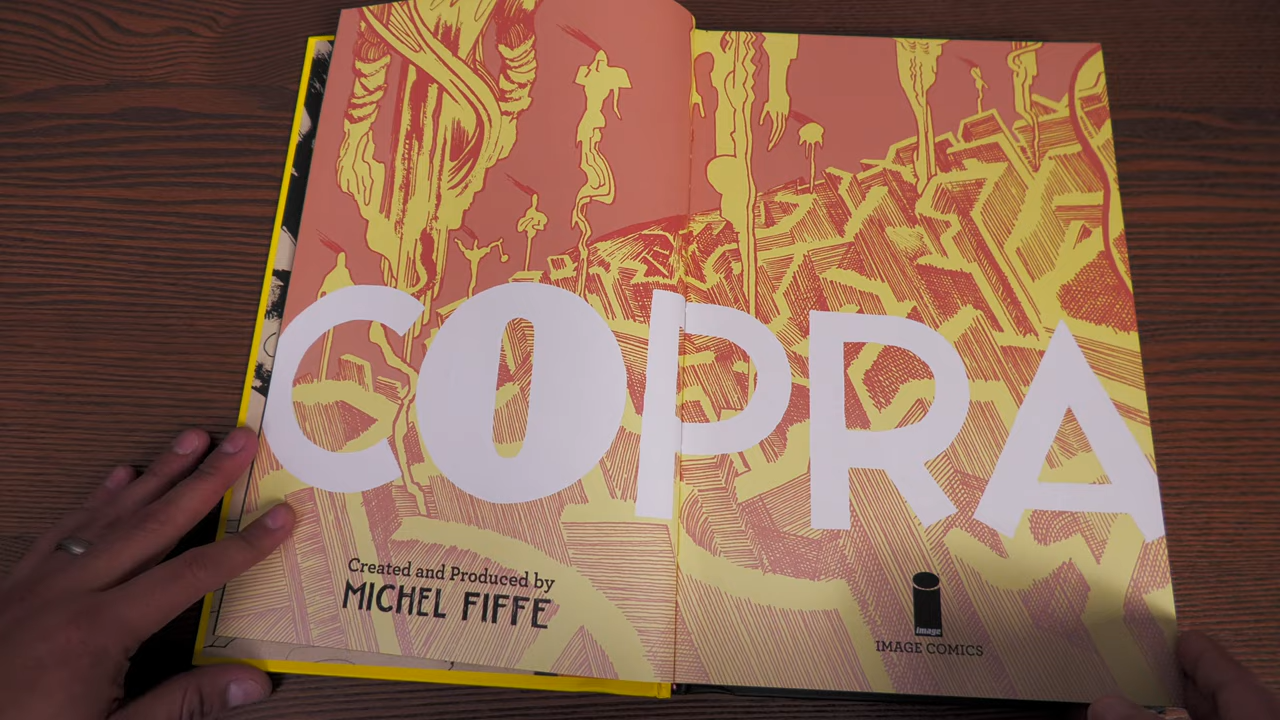 COPRA
Created and Produced by
MICHEL FIFFE
image
IMAGE COMICS